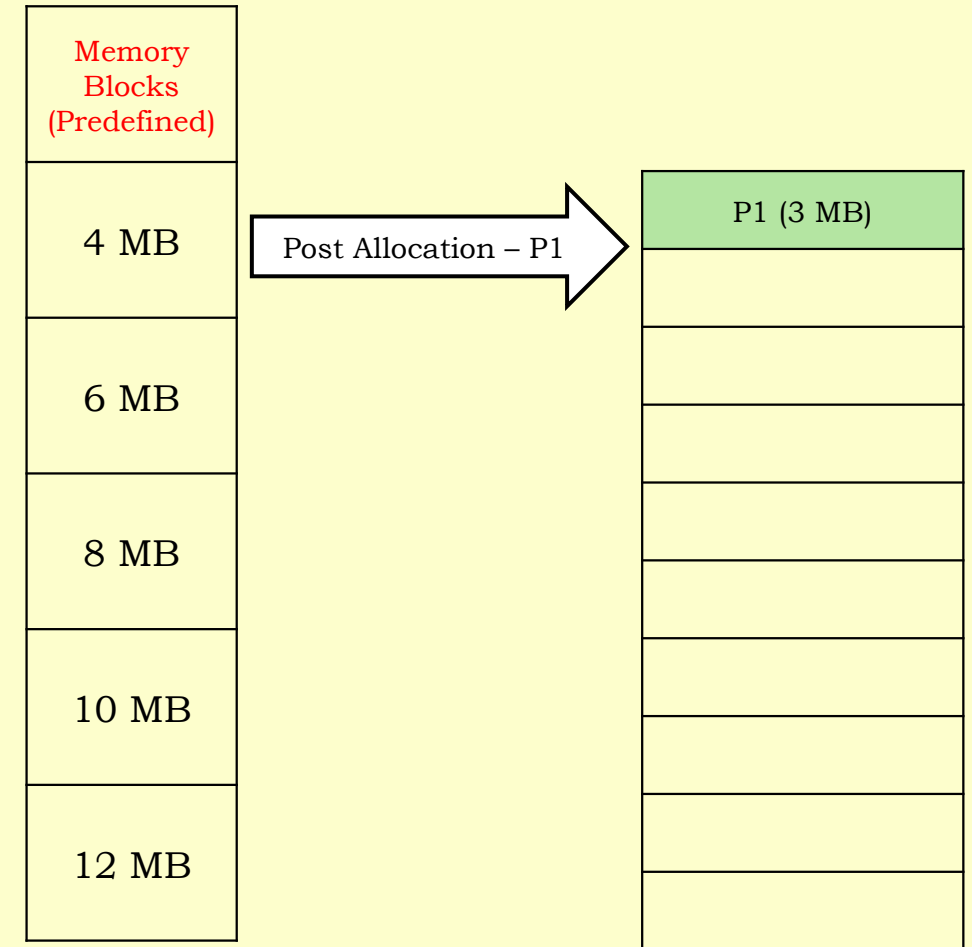 Memory
Blocks
(Predefined)
4 MB
Post Allocation – P1
P1 (3 MB)
6 MB
8 MB
10 MB
12 MB